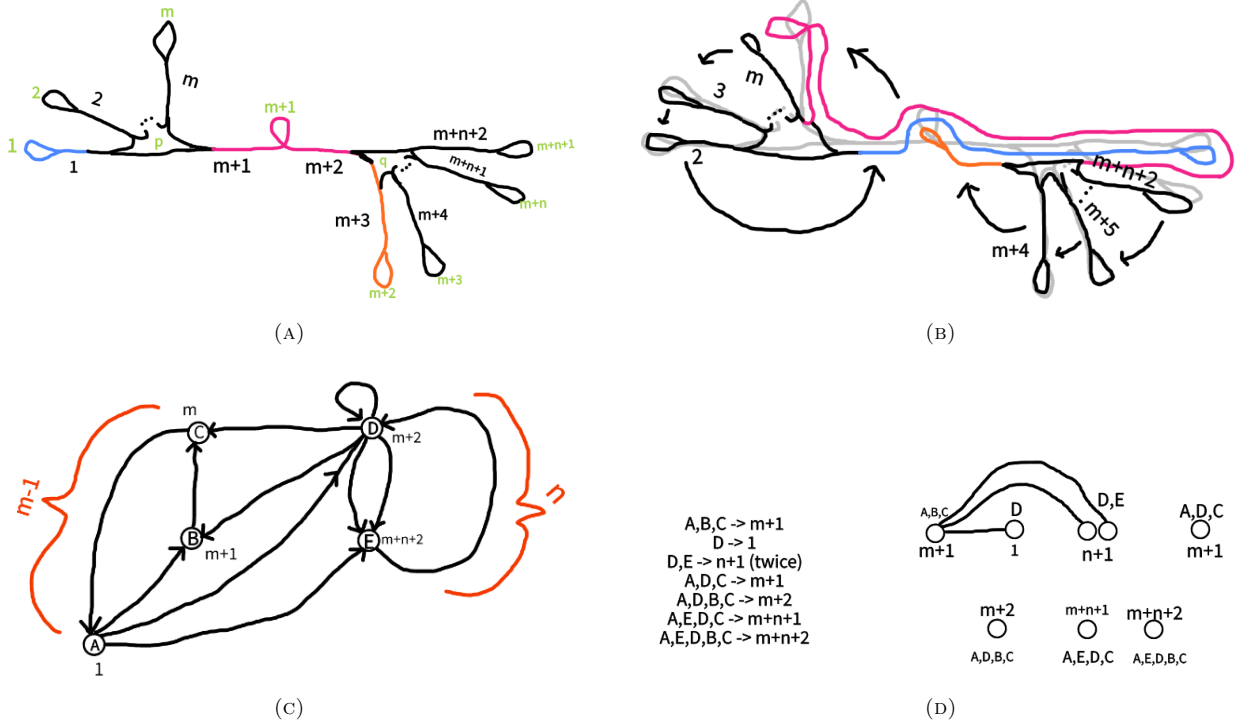 m
m+1
2
2
m
1
p
1
m+1
m+2
q
m+n+2
m+n+1
m+n+1
m+3
m+4
m+n
m+2
m+3
(A)
m
3
2
m+n+2
m+5
m+4
(B)
m
C
D
m+2
m-1
n
B
m+1
E
m+n+2
A
1
(C)
A,B,C -> m+1
D -> 1
D,E -> n+1 (twice)
A,D,C -> m+1
A,D,B,C -> m+2
A,E,D,C -> m+n+1
A,E,D,B,C -> m+n+2
A,B,C
D
D,E
A,D,C
m+1
1
n+1
m+1
m+2
m+n+1
m+n+2
A,D,B,C
A,E,D,C
A,E,D,B,C
(D)